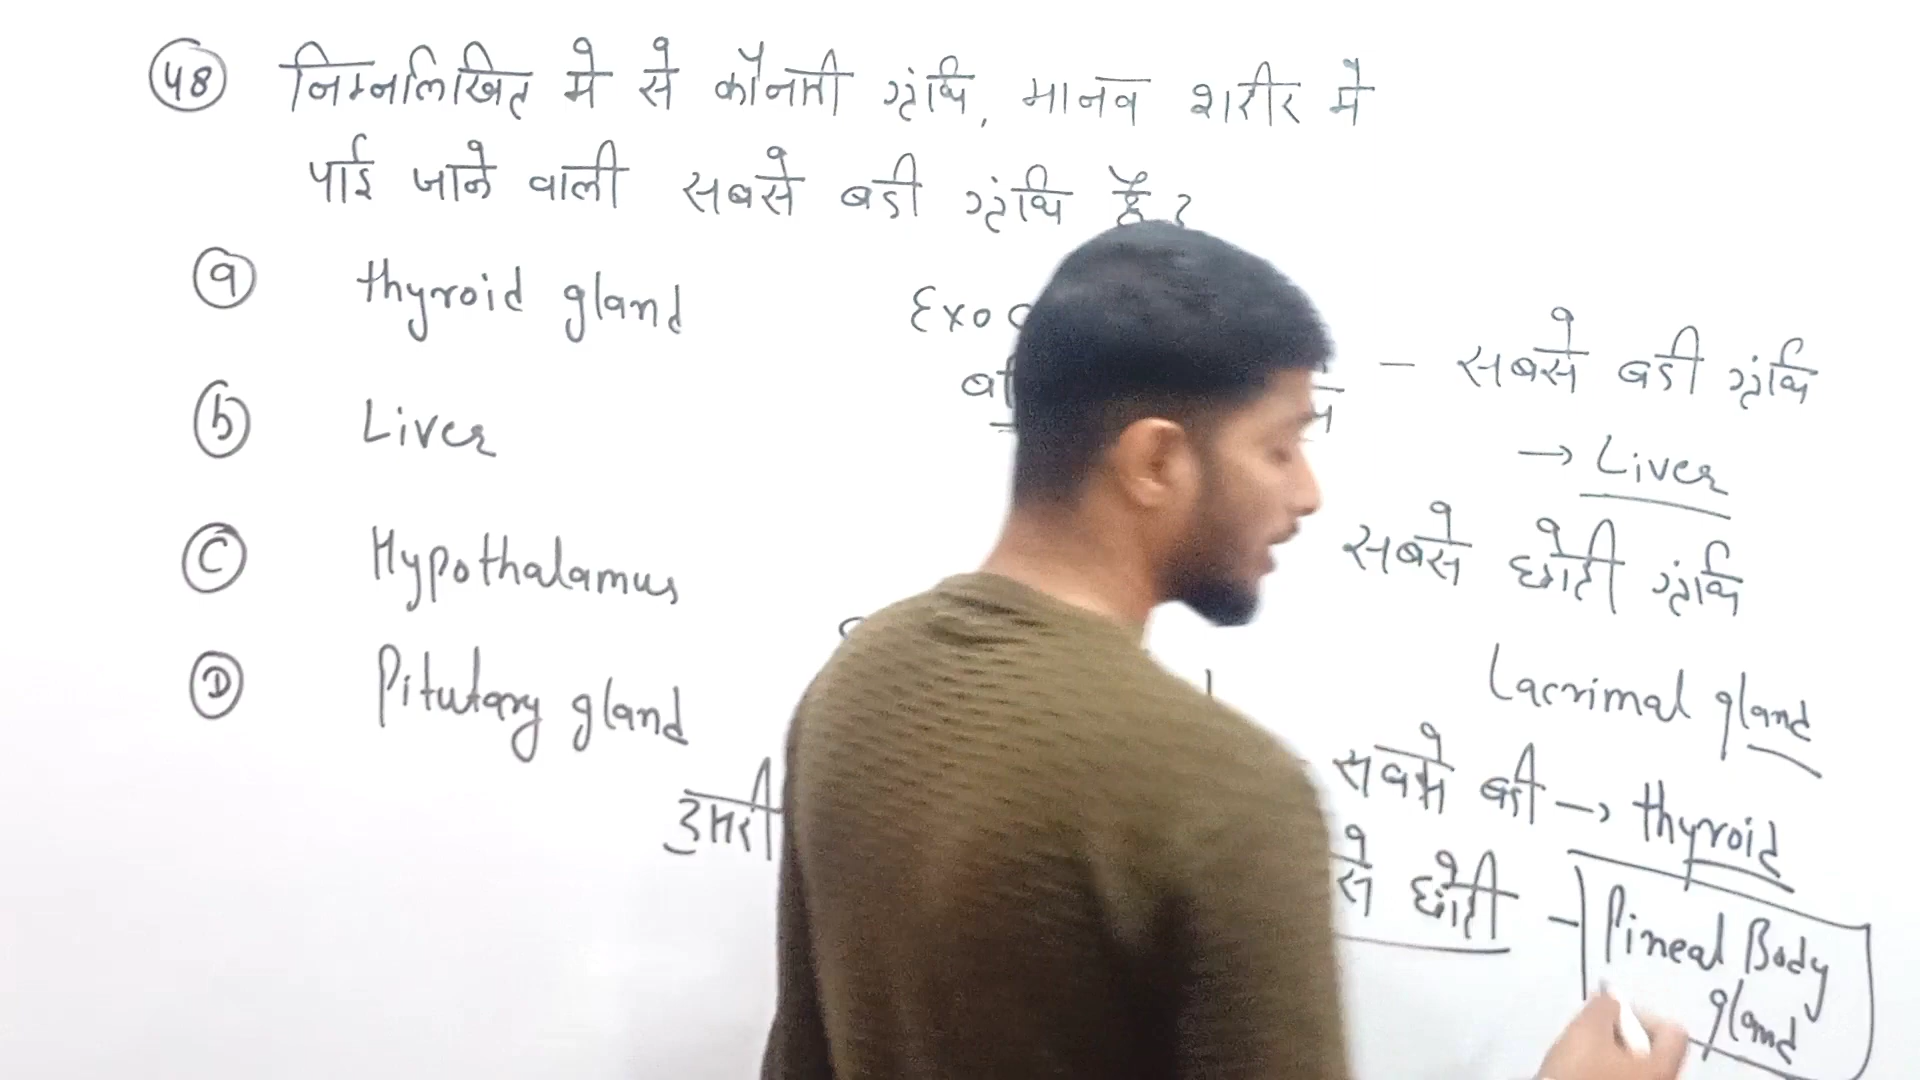 48 निम्नलिखित मे से कौनसी ग्रंथि, मानव शरीर मे
पाई जाने वाली सबसे बडी ग्रंथि है ?
a thyroid gland
b Liver
C Hypothalamus
D Pitutary gland
Exo
- सबसे बडी ग्रंथि
→ Liver
सबसे छोटी ग्रंथि
Lacrimal gland
सबसे बडी → thyroid
से छोटी - Pineal Body
gland